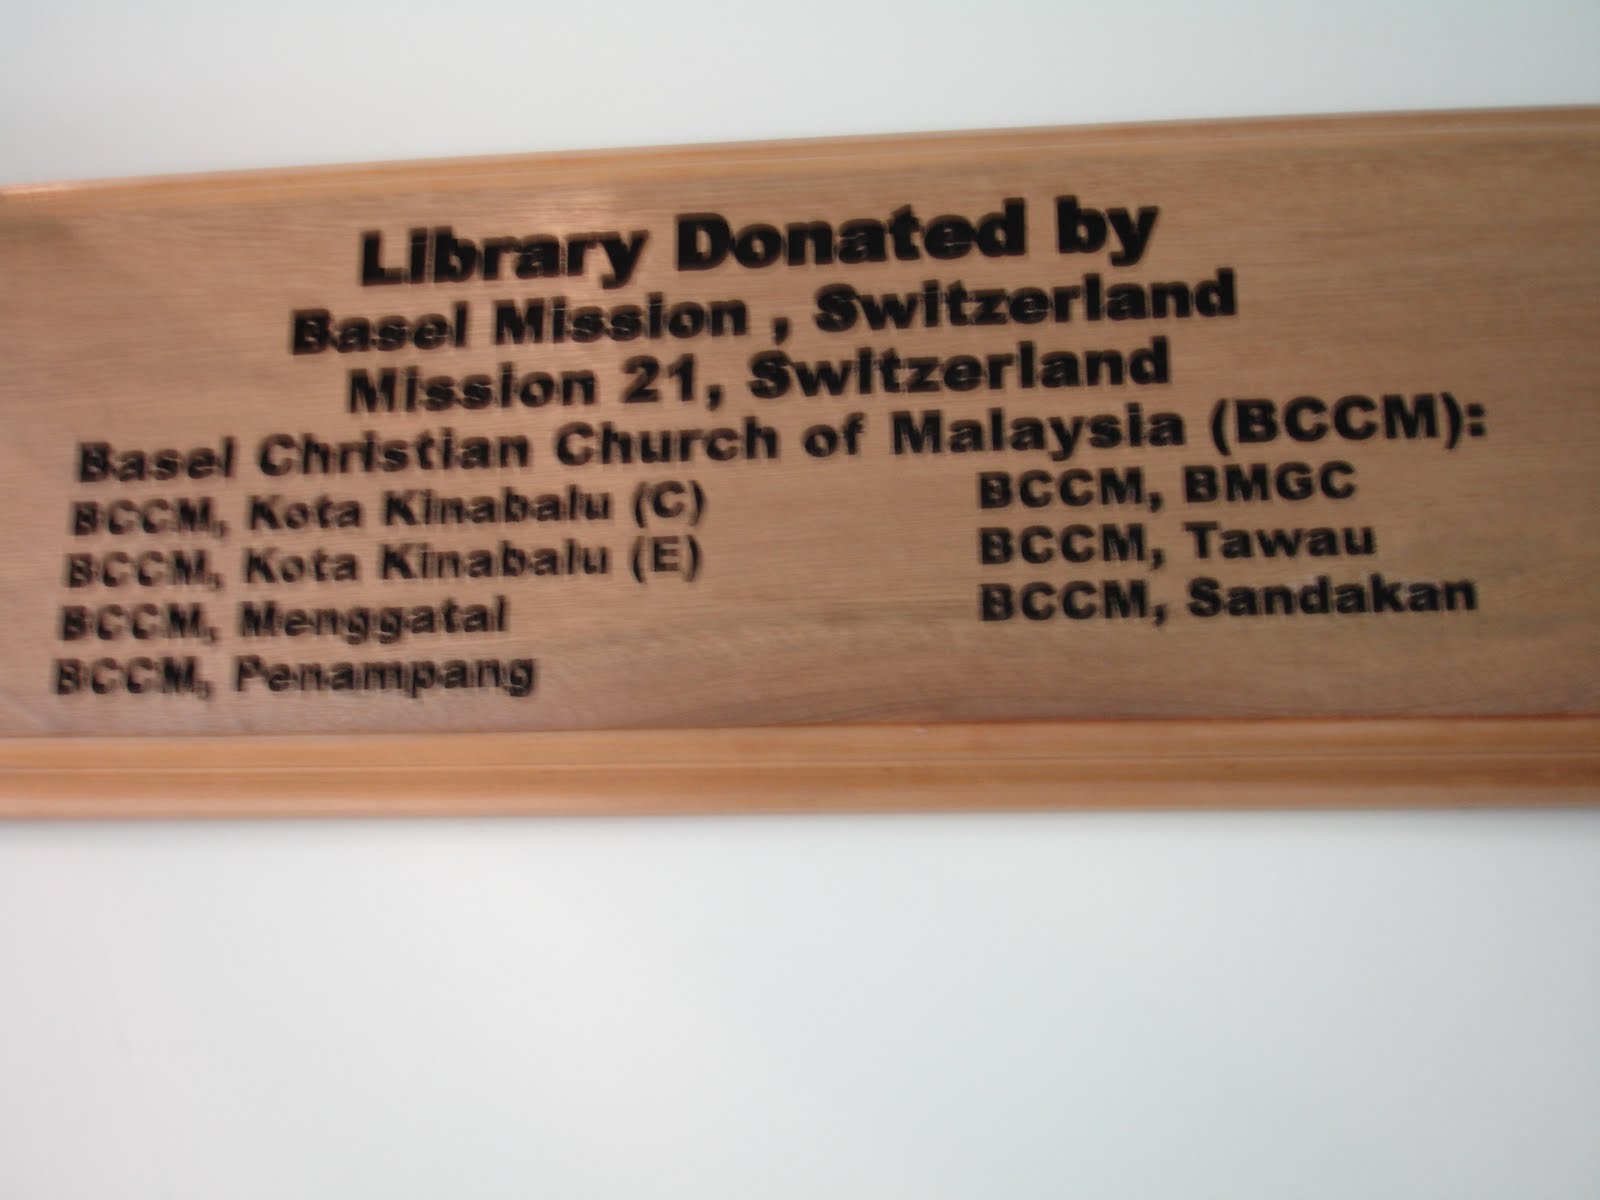 Library Donated by
Basel Mission , Switzerland
Mission 21, Switzerland
Basel Christian Church of Malaysia (BCCM):
BCCM, Kota Kinabalu (C)
BCCM, Kota Kinabalu (E)
BCCM, Menggatal
BCCM, Penampang
BCCM, BMGC
BCCM, Tawau
BCCM, Sandakan